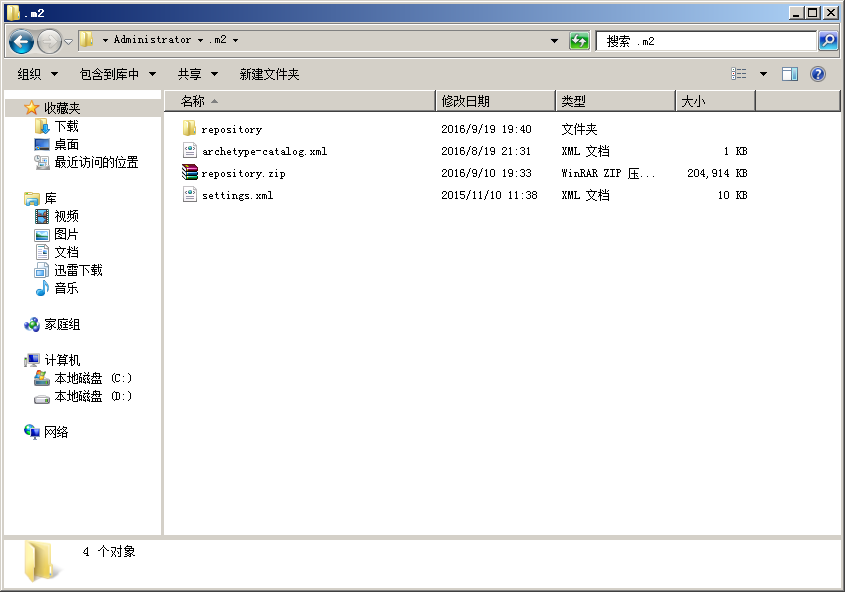 .m2
Administrator .m2
搜索 .m2
组织 包含到库中 共享 新建文件夹
名称 修改日期 类型 大小
收藏夹
下载
桌面
最近访问的位置
库
视频
图片
文档
迅雷下载
音乐
家庭组
计算机
本地磁盘 (C:)
本地磁盘 (D:)
网络
repository 2016/9/19 19:40 文件夹
archetype-catalog.xml 2016/8/19 21:31 XML 文档 1 KB
repository.zip 2016/9/10 19:33 WinRAR ZIP 压... 204,914 KB
settings.xml 2015/11/10 11:38 XML 文档 10 KB
4 个对象